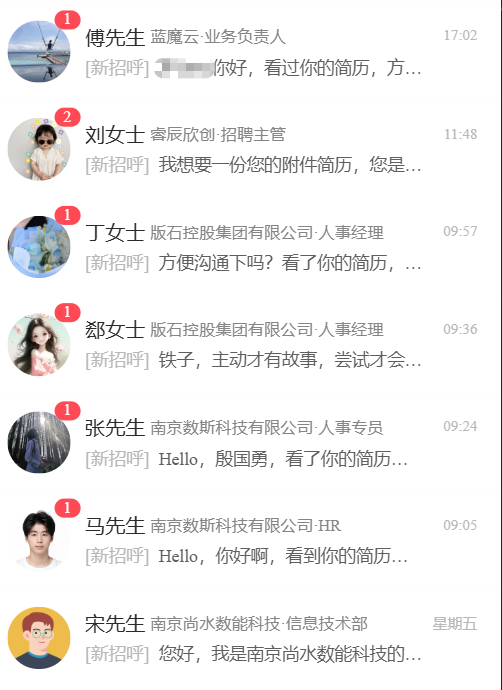 1
傅先生 蓝魔云·业务负责人 17:02
[新招呼] 你好，看过你的简历，方…
2
刘女士 睿辰欣创·招聘主管 11:48
[新招呼] 我想要一份您的附件简历，您是…
1
丁女士 版石控股集团有限公司·人事经理 09:57
[新招呼] 方便沟通下吗？看了你的简历，…
1
郄女士 版石控股集团有限公司·人事经理 09:36
[新招呼] 铁子，主动才有故事，尝试才会…
1
张先生 南京数斯科技有限公司·人事专员 09:24
[新招呼] Hello，殷国勇，看了你的简历…
1
马先生 南京数斯科技有限公司·HR 09:05
[新招呼] Hello，你好啊，看到你的简历…
宋先生 南京尚水数能科技·信息技术部 星期五
[新招呼] 您好，我是南京尚水数能科技的…